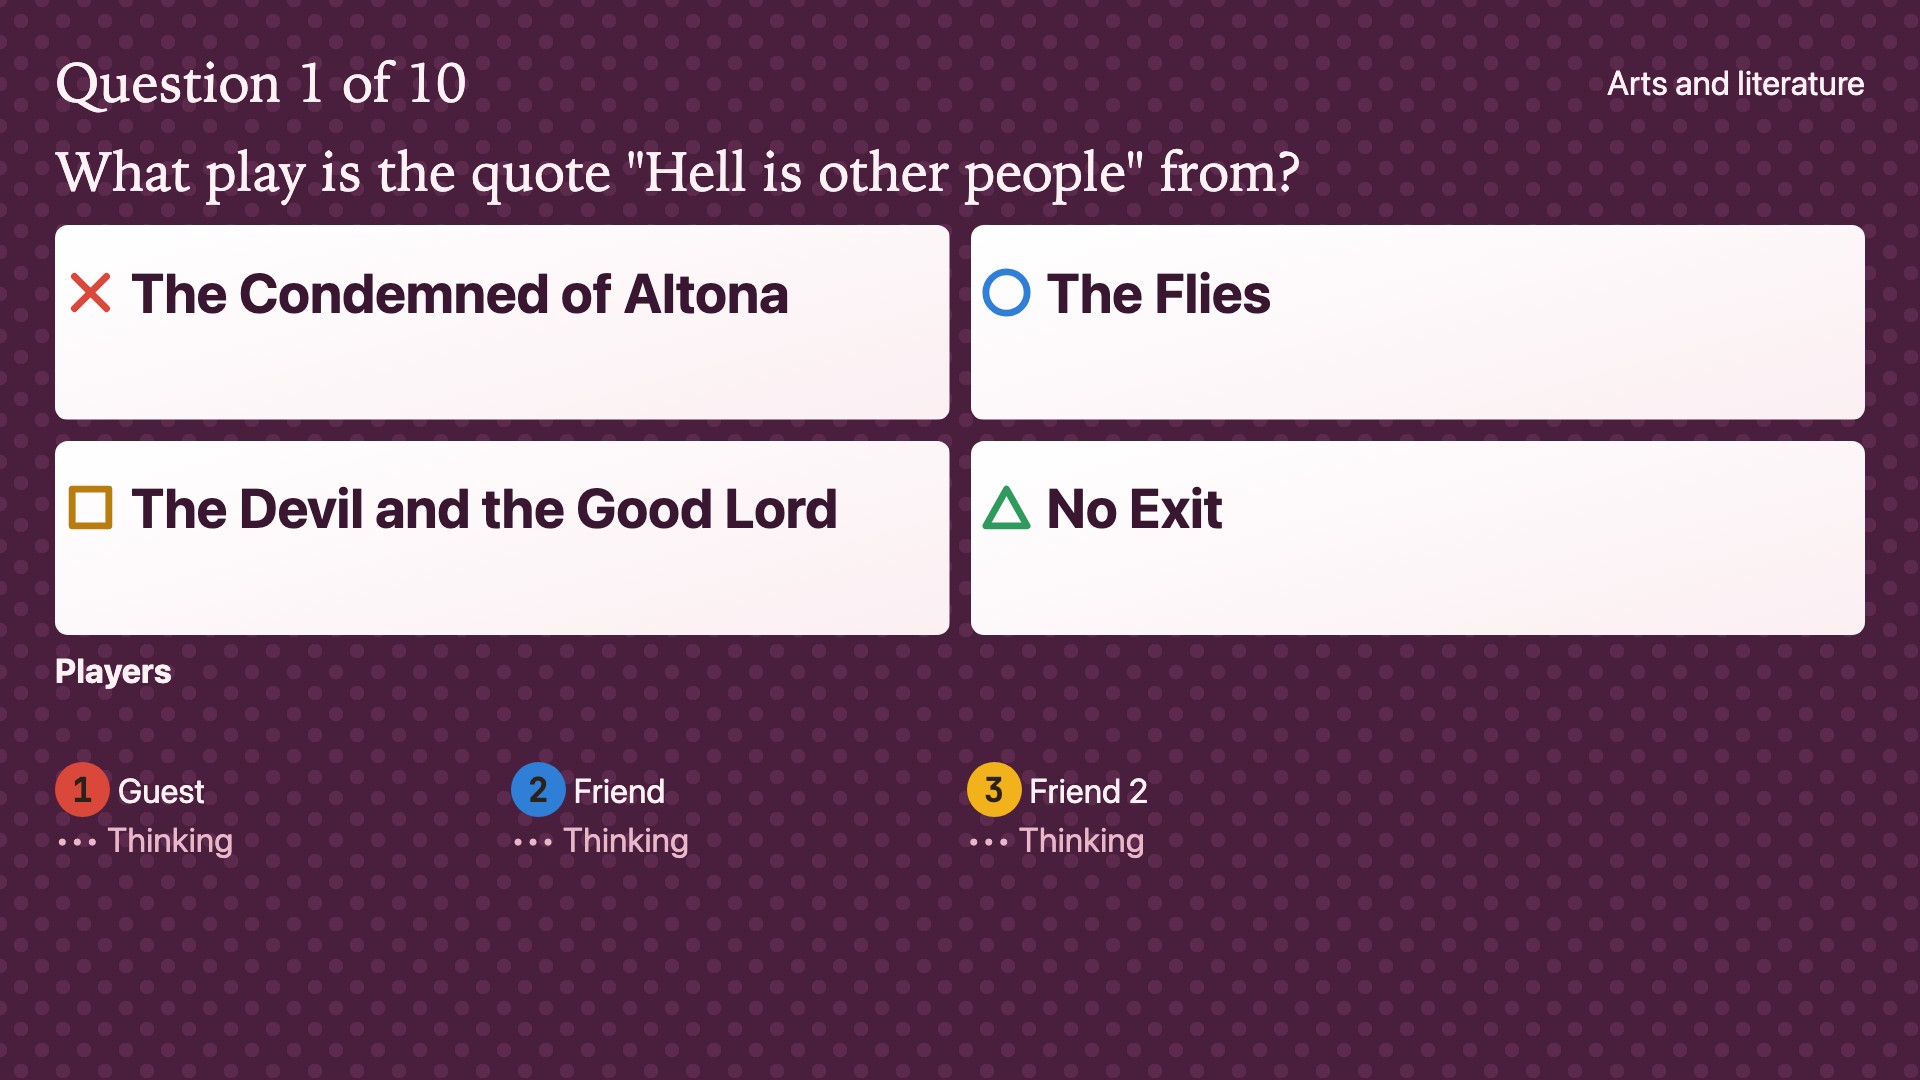 Question 1 of 10
Arts and literature
What play is the quote "Hell is other people" from?
The Condemned of Altona
The Flies
The Devil and the Good Lord
No Exit
Players
1 Guest
... Thinking
2 Friend
... Thinking
3 Friend 2
... Thinking